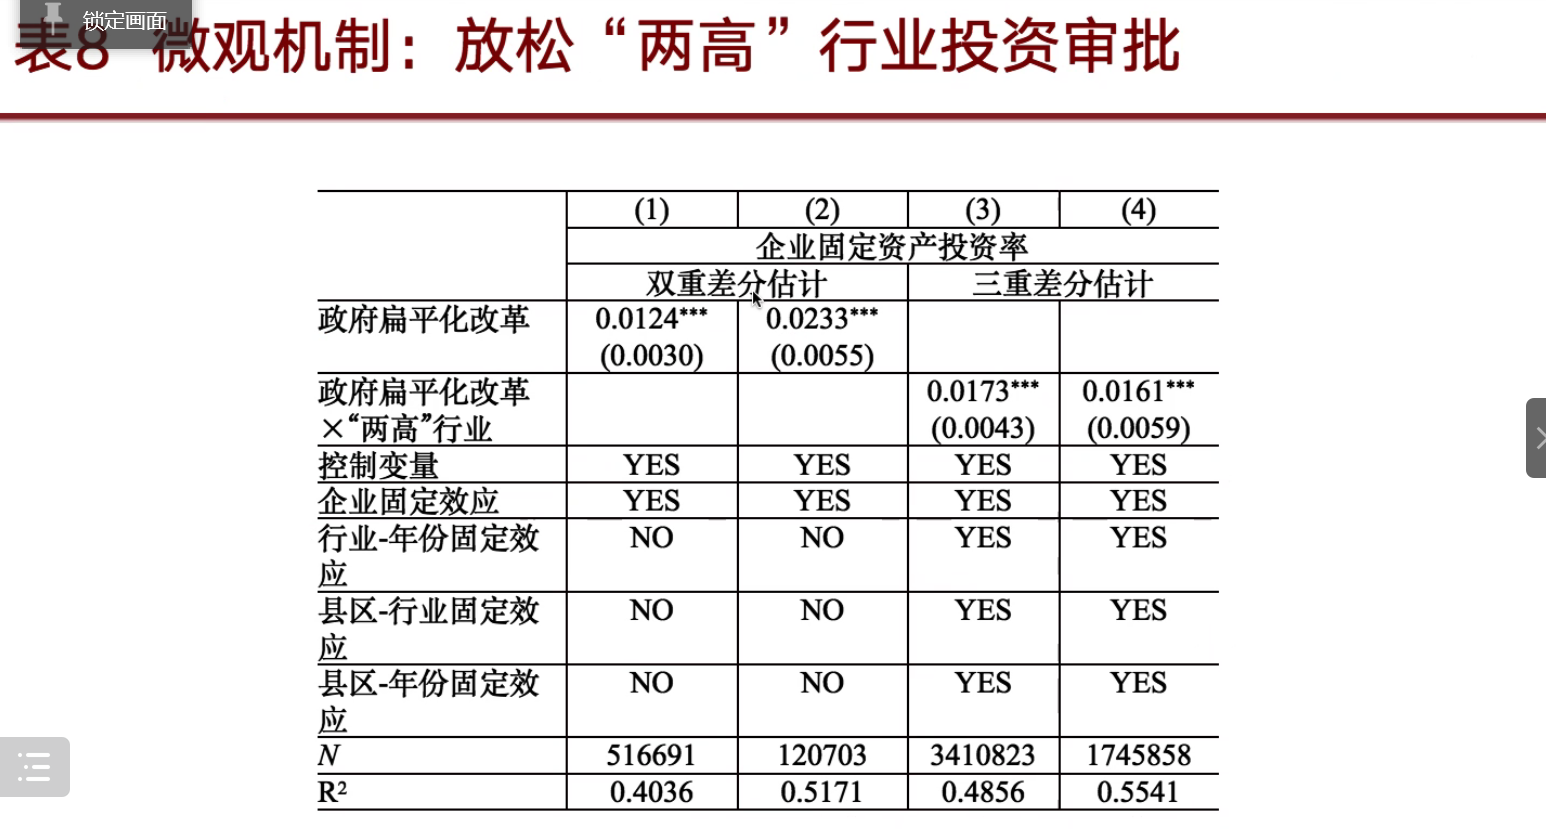 锁定画面
表8 微观机制：放松“两高”行业投资审批
(1) (2) (3) (4)
企业固定资产投资率
双重差分估计 三重差分估计
政府扁平化改革 0.0124*** 0.0233***
(0.0030) (0.0055)
政府扁平化改革 0.0173*** 0.0161***
×“两高”行业 (0.0043) (0.0059)
控制变量 YES YES YES YES
企业固定效应 YES YES YES YES
行业-年份固定效 NO NO YES YES
应
县区-行业固定效 NO NO YES YES
应
县区-年份固定效 NO NO YES YES
应
N 516691 120703 3410823 1745858
R² 0.4036 0.5171 0.4856 0.5541